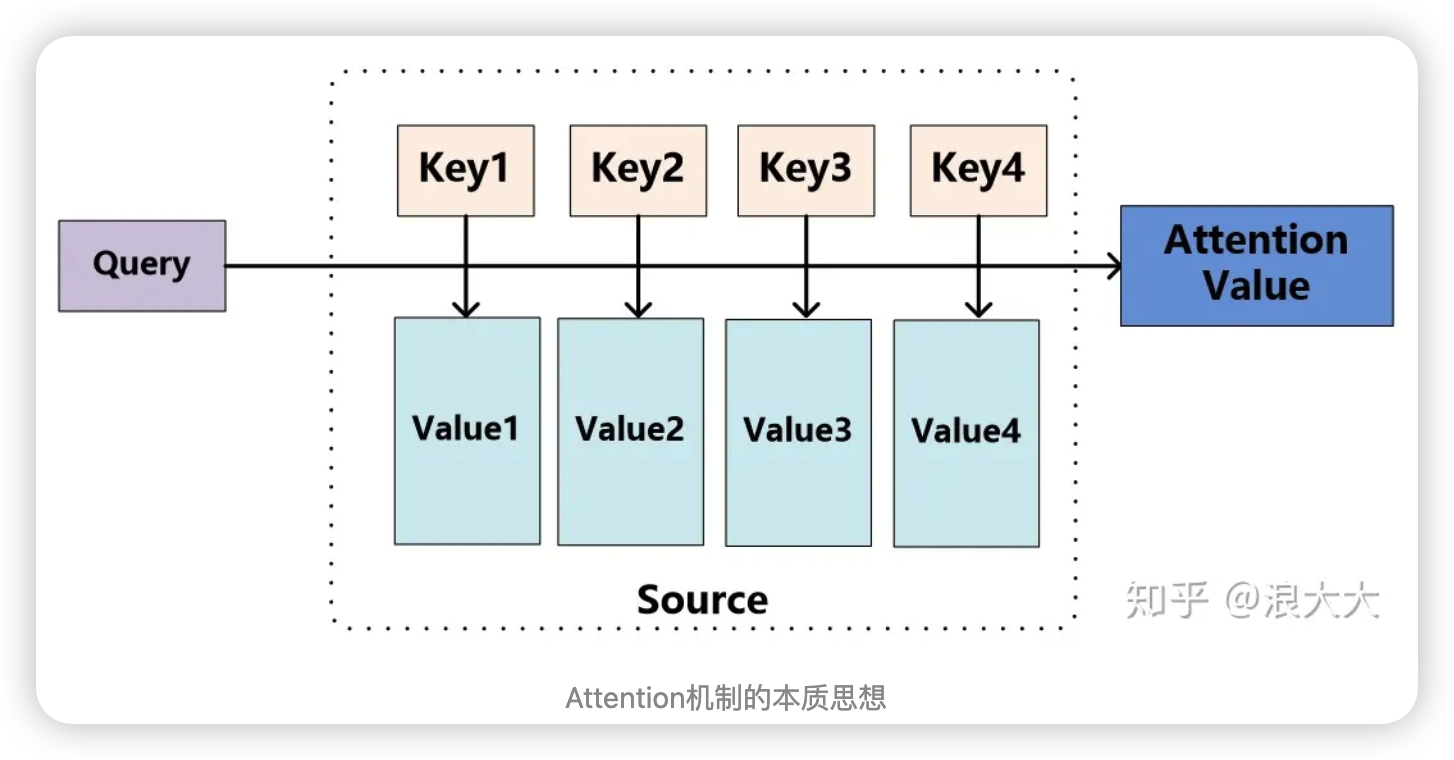 Key1 Key2 Key3 Key4
Query
Attention
Value
Value1 Value2 Value3 Value4
Source
知乎 @浪大大
Attention机制的本质思想